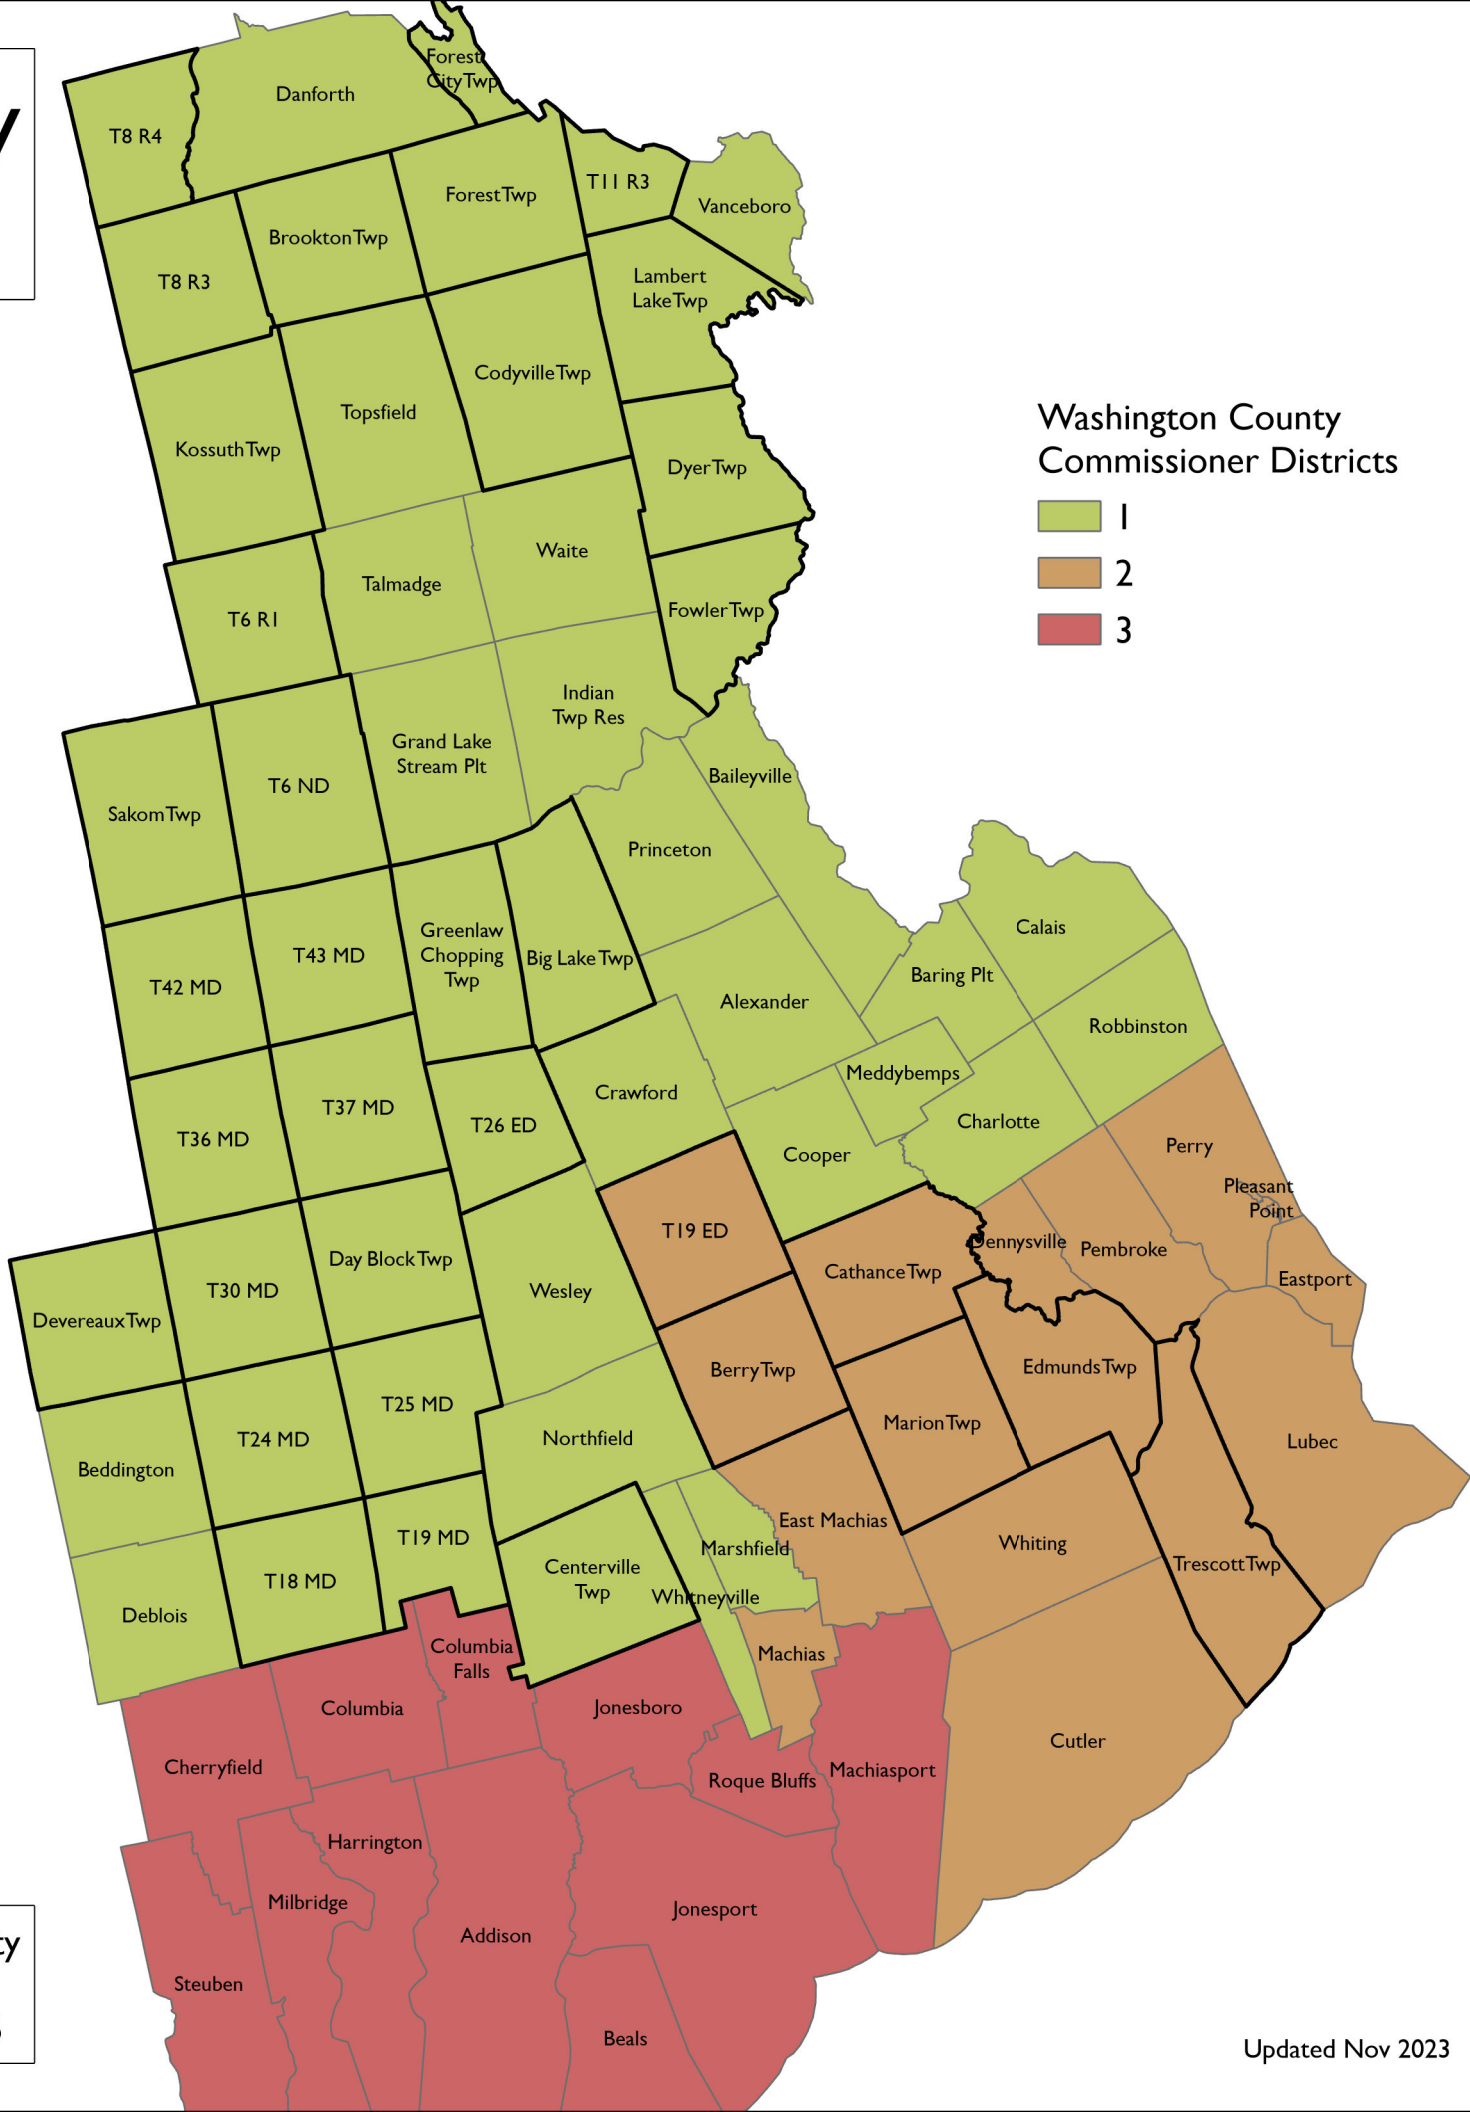 Forest
City Twp
Danforth
T8 R4
T11 R3
Forest Twp
Vanceboro
Brookton Twp
T8 R3
Lambert
Lake Twp
Codyville Twp
Topsfield
Kossuth Twp
Dyer Twp
Washington County
Commissioner Districts
1
2
3
Waite
Talmadge
T6 R1
Fowler Twp
Indian
Twp Res
Grand Lake
Stream Plt
Baileyville
T6 ND
Sakom Twp
Princeton
Calais
Greenlaw
Chopping
Twp
T43 MD
Big Lake Twp
Baring Plt
T42 MD
Alexander
Robbinston
Meddybemps
Crawford
T37 MD
T26 ED
Charlotte
T36 MD
Cooper
Perry
Pleasant
Point
T19 ED
Dennysville
Pembroke
Day Block Twp
Cathance Twp
Eastport
T30 MD
Wesley
Devereaux Twp
Edmunds Twp
Berry Twp
T25 MD
Marion Twp
T24 MD
Northfield
Lubec
Beddington
East Machias
T19 MD
Marshfield
Whiting
Trescott Twp
Centerville
Twp
T18 MD
Whitneyville
Deblois
Columbia
Falls
Machias
Columbia
Jonesboro
Cutler
Cherryfield
Roque Bluffs
Machiasport
Harrington
Milbridge
Jonesport
Addison
Steuben
Beals
Updated Nov 2023